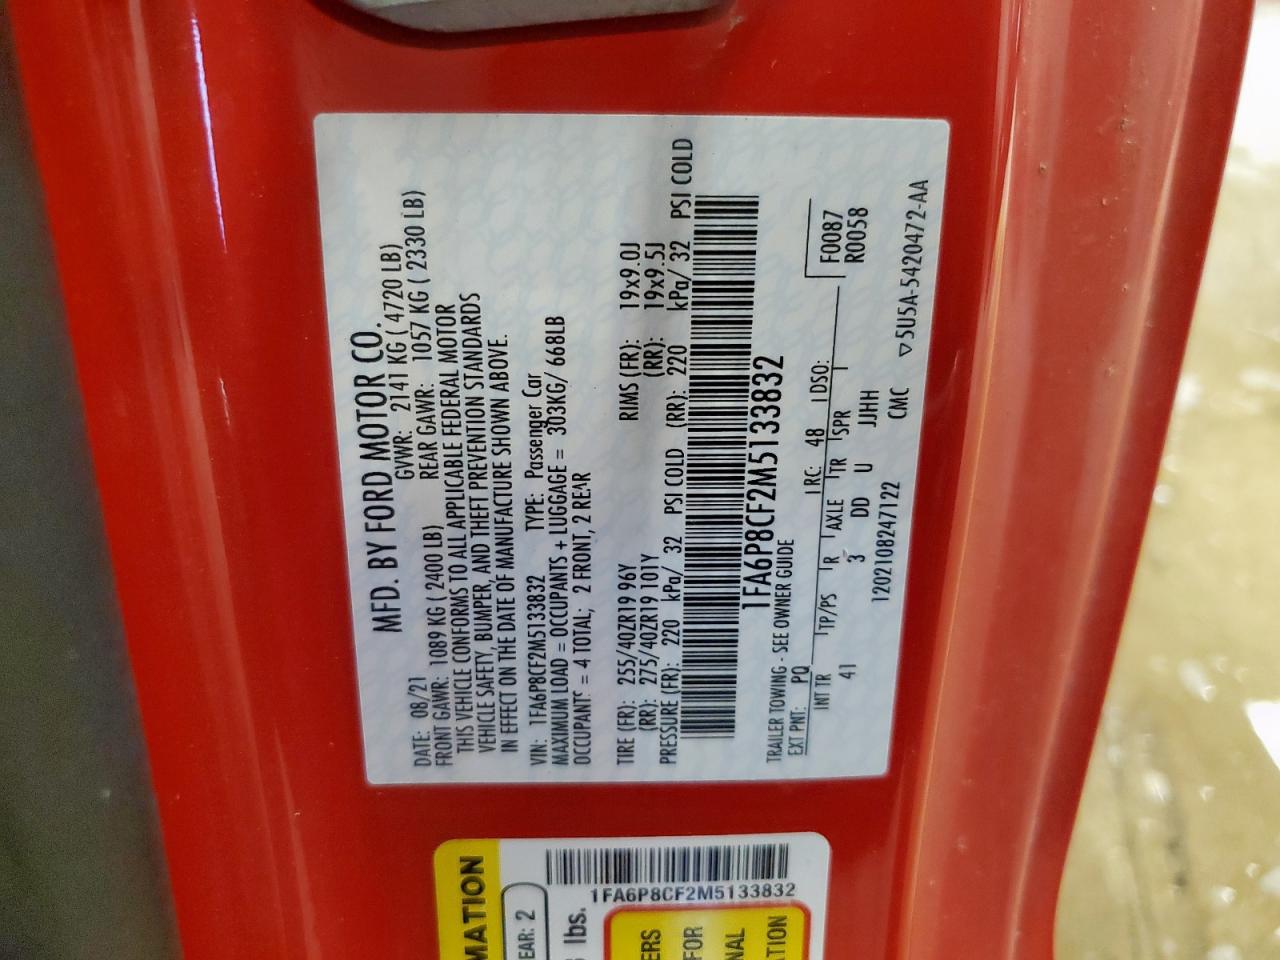 MFD. BY FORD MOTOR CO.
DATE: 08/21 GVWR: 2141 KG ( 4720 LB)
FRONT GAWR: 1089 KG ( 2400 LB) REAR GAWR: 1057 KG ( 2330 LB)
THIS VEHICLE CONFORMS TO ALL APPLICABLE FEDERAL MOTOR
VEHICLE SAFETY, BUMPER, AND THEFT PREVENTION STANDARDS
IN EFFECT ON THE DATE OF MANUFACTURE SHOWN ABOVE.
VIN: 1FA6P8CF2M5133832 TYPE: Passenger Car
MAXIMUM LOAD = OCCUPANTS + LUGGAGE = 303KG/ 668LB
OCCUPANTS = 4 TOTAL; 2 FRONT, 2 REAR
TIRE (FR): 255/40ZR19 96Y RIMS (FR): 19x9.0J
(RR): 275/40ZR19 101Y (RR): 19x9.5J
PRESSURE (FR): 220 kPa/ 32 PSI COLD (RR): 220 kPa/ 32 PSI COLD
1FA6P8CF2M5133832
TRAILER TOWING - SEE OWNER GUIDE
EXT PNT: PQ RC: 48 DSO: F0087
INT TR TP/PS R AXLE TR SPR R0058
41 3 DD U JJHH
1202108247122 CMC ▽5U5A-5420472-AA
MATION
EAR: 2
1FA6P8CF2M5133832
lbs.
ERS
FOR
NAL
TION